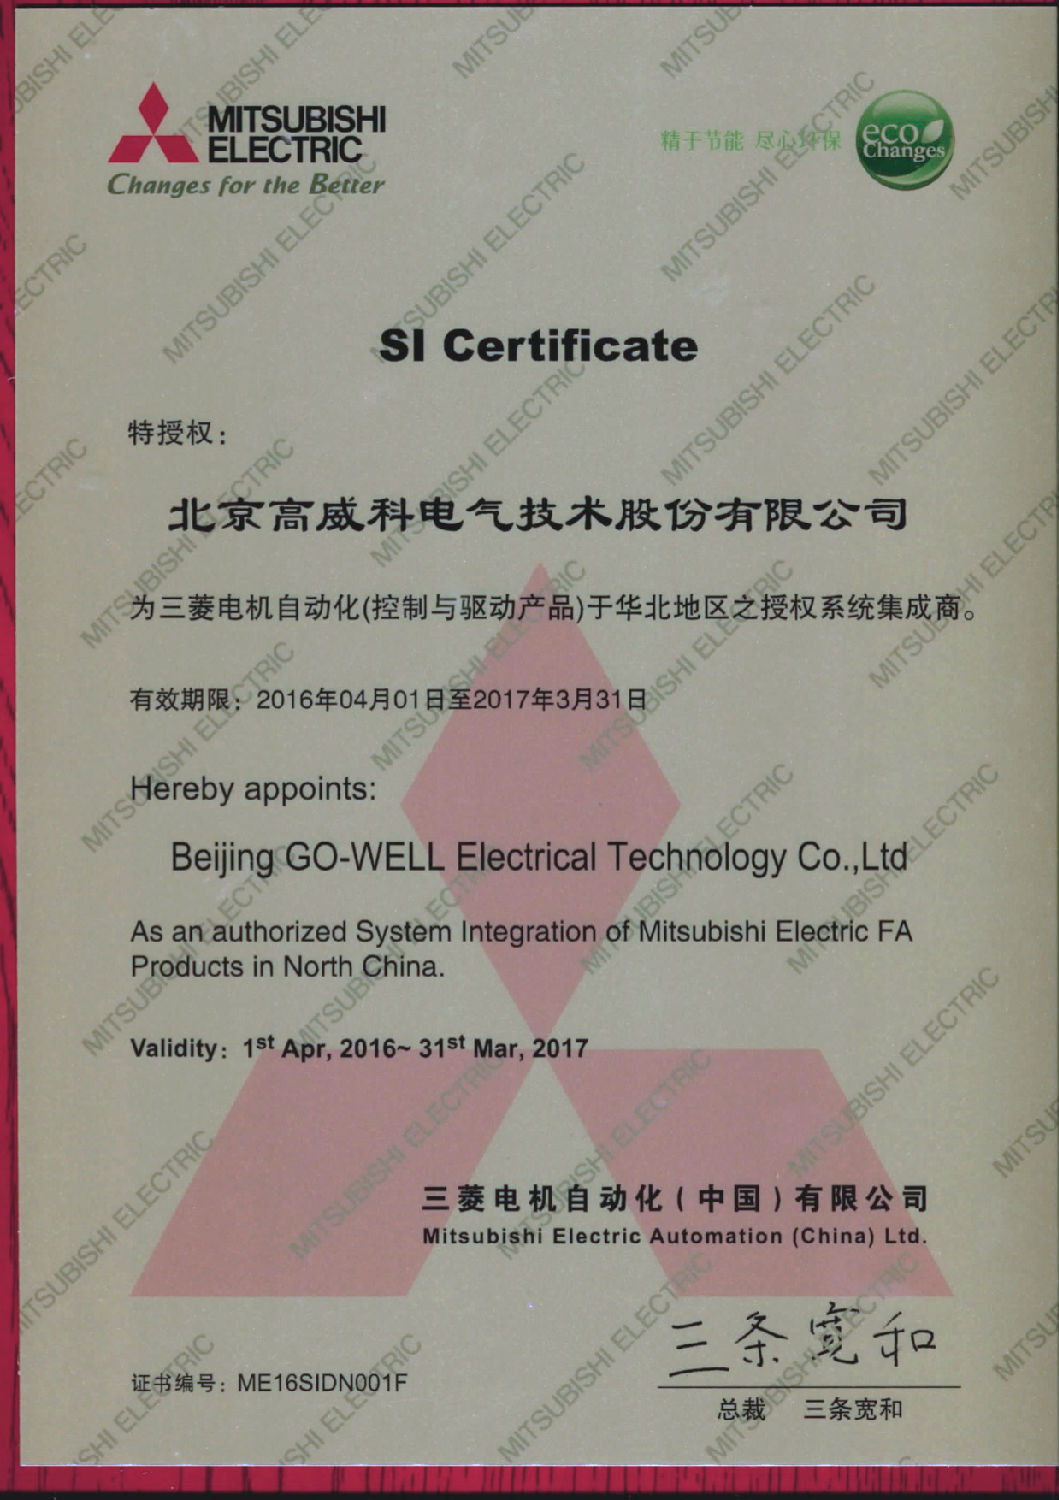 MITSUBISHI
ELECTRIC
Changes for the Better
精于节能 尽心环保
eco
Changes
SI Certificate
特授权：
北京高威科电气技术股份有限公司
为三菱电机自动化(控制与驱动产品)于华北地区之授权系统集成商。
有效期限：2016年04月01日至2017年3月31日
Hereby appoints:
Beijing GO-WELL Electrical Technology Co.,Ltd
As an authorized System Integration of Mitsubishi Electric FA
Products in North China.
Validity: 1st Apr, 2016~ 31st Mar, 2017
三菱电机自动化（中国）有限公司
Mitsubishi Electric Automation (China) Ltd.
三条宽和
证书编号：ME16SIDN001F
总裁 三条宽和
MITSUBISHI ELECTRIC